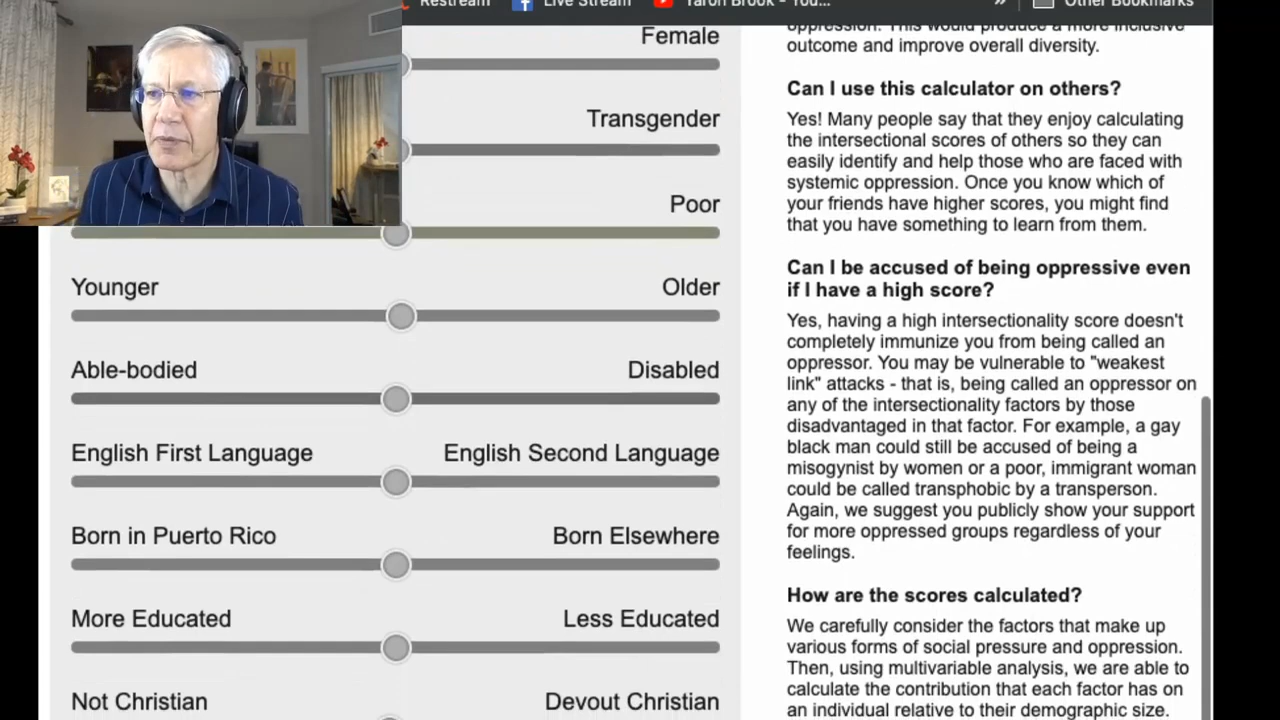 Restream
Live Stream
Yaron Brook - You...
»
Other Bookmarks
Female
Transgender
Poor
Younger
Older
Able-bodied
Disabled
English First Language
English Second Language
Born in Puerto Rico
Born Elsewhere
More Educated
Less Educated
Not Christian
Devout Christian
oppression. This would produce a more inclusive
outcome and improve overall diversity.
Can I use this calculator on others?
Yes! Many people say that they enjoy calculating
the intersectional scores of others so they can
easily identify and help those who are faced with
systemic oppression. Once you know which of
your friends have higher scores, you might find
that you have something to learn from them.
Can I be accused of being oppressive even
if I have a high score?
Yes, having a high intersectionality score doesn't
completely immunize you from being called an
oppressor. You may be vulnerable to "weakest
link" attacks - that is, being called an oppressor on
any of the intersectionality factors by those
disadvantaged in that factor. For example, a gay
black man could still be accused of being a
misogynist by women or a poor, immigrant woman
could be called transphobic by a transperson.
Again, we suggest you publicly show your support
for more oppressed groups regardless of your
feelings.
How are the scores calculated?
We carefully consider the factors that make up
various forms of social pressure and oppression.
Then, using multivariable analysis, we are able to
calculate the contribution that each factor has on
an individual relative to their demographic size.